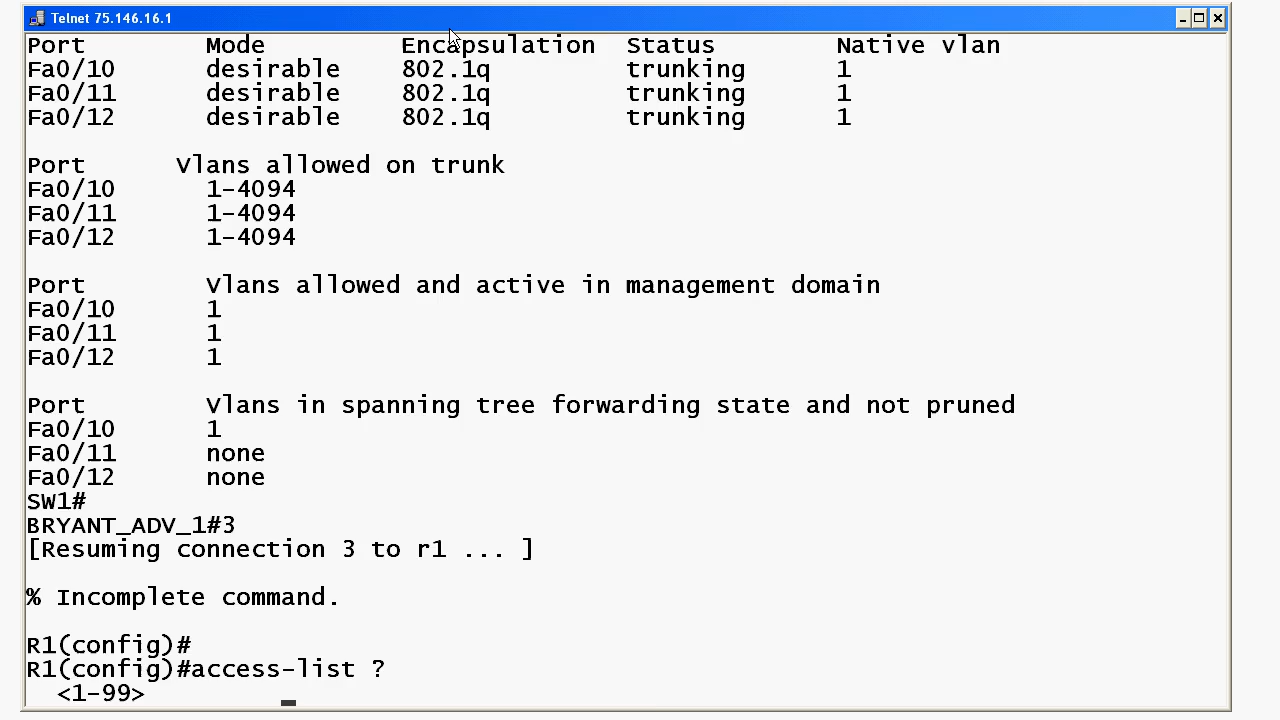 Telnet 75.146.16.1
Port Mode Encapsulation Status Native vlan
Fa0/10 desirable 802.1q trunking 1
Fa0/11 desirable 802.1q trunking 1
Fa0/12 desirable 802.1q trunking 1
Port Vlans allowed on trunk
Fa0/10 1-4094
Fa0/11 1-4094
Fa0/12 1-4094
Port Vlans allowed and active in management domain
Fa0/10 1
Fa0/11 1
Fa0/12 1
Port Vlans in spanning tree forwarding state and not pruned
Fa0/10 1
Fa0/11 none
Fa0/12 none
SW1#
BRYANT_ADV_1#3
[Resuming connection 3 to r1 ... ]
% Incomplete command.
R1(config)#
R1(config)#access-list ?
<1-99>